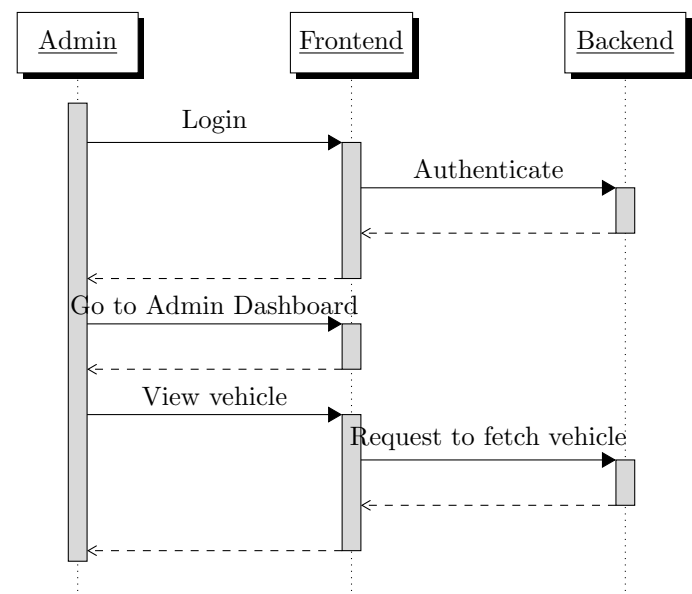 Admin
Frontend
Backend
Login
Authenticate
Go to Admin Dashboard
View vehicle
Request to fetch vehicle